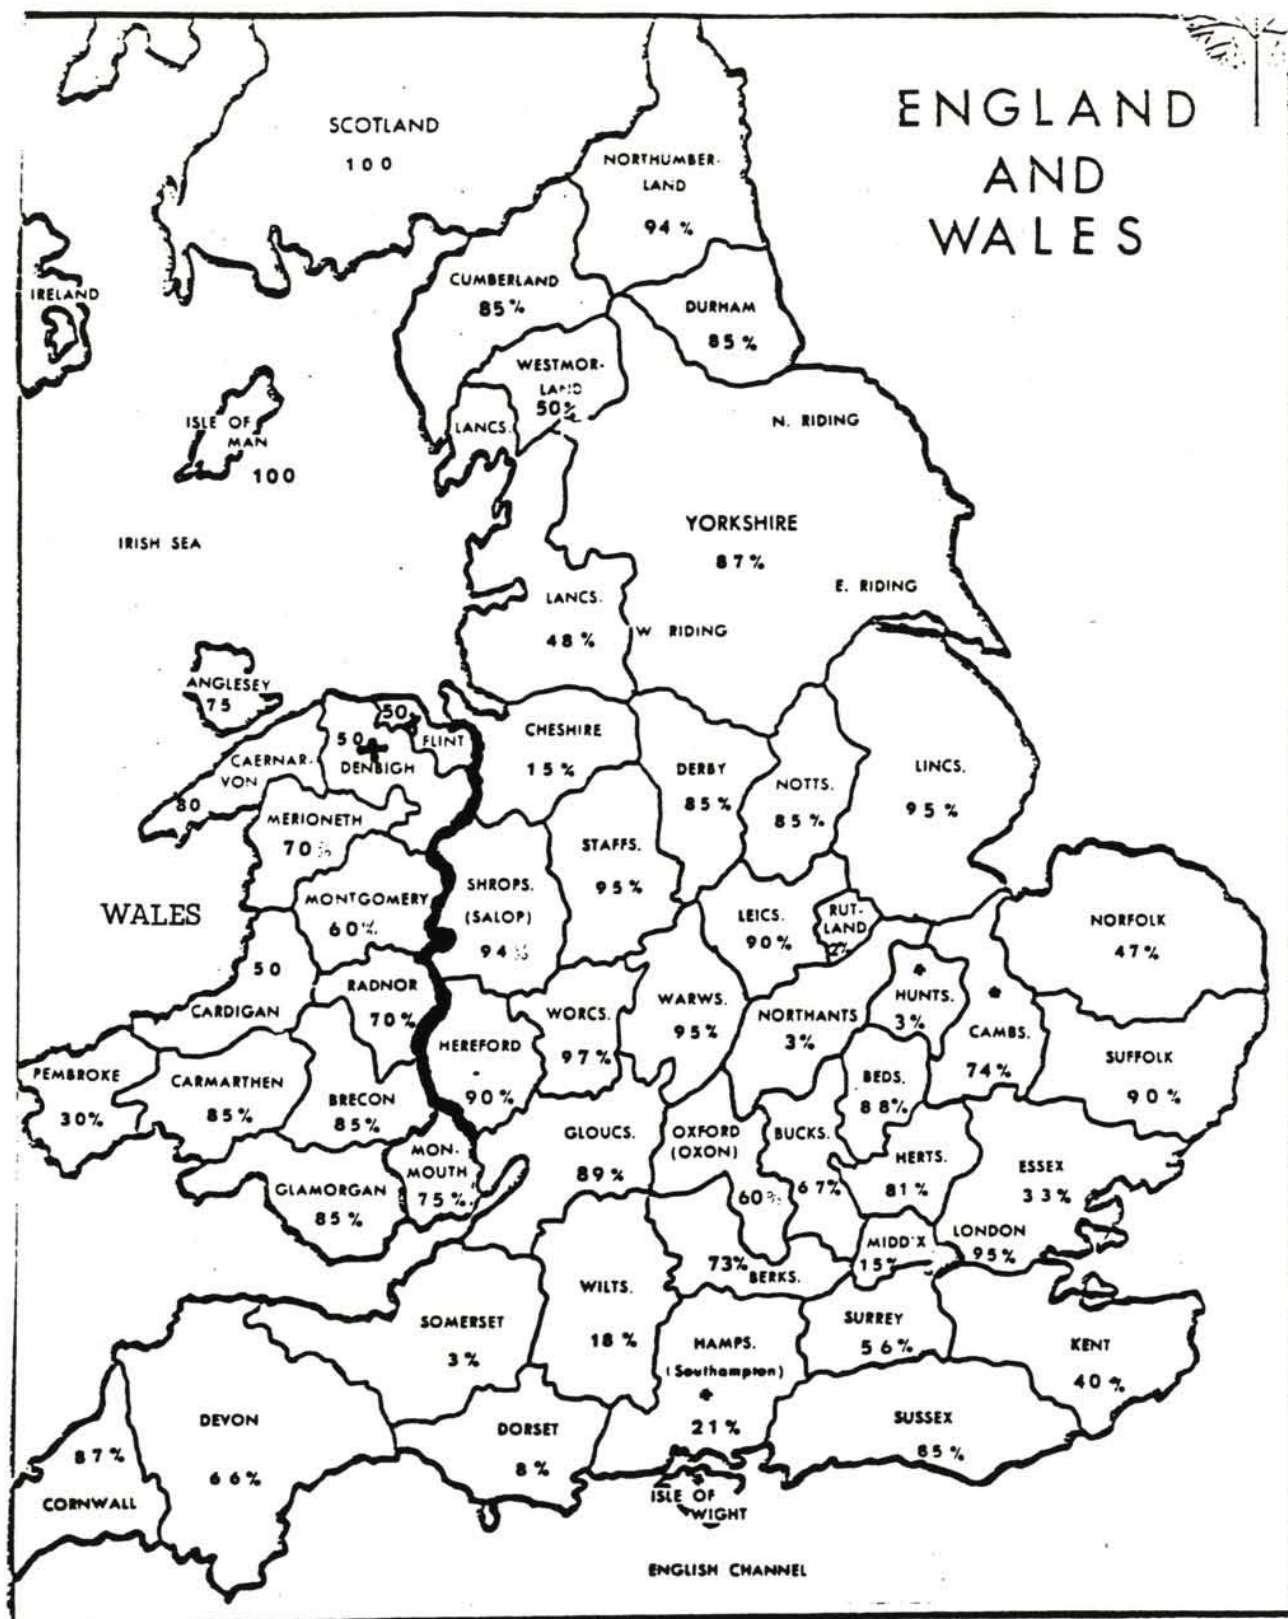 ENGLAND
AND
WALES
SCOTLAND
100
NORTHUMBER-
LAND
94%
CUMBERLAND
85%
DURHAM
85%
IRELAND
WESTMOR-
LAND
50%
ISLE OF
MAN
100
LANCS.
N. RIDING
YORKSHIRE
87%
IRISH SEA
E. RIDING
LANCS.
48%
W RIDING
ANGLESEY
75
50
FLINT
50
DENBIGH
CAERNAR-
VON
80
CHESHIRE
15%
DERBY
85%
NOTTS.
85%
LINCS.
95%
MERIONETH
70%
STAFFS.
95%
SHROPS.
(SALOP)
94%
WALES
MONTGOMERY
60%
LEICS.
90%
RUT-
LAND
2%
NORFOLK
47%
50
CARDIGAN
RADNOR
70%
WORCS.
97%
WARWS.
95%
NORTHANTS
3%
HUNTS.
3%
CAMBS.
74%
HEREFORD
90%
SUFFOLK
90%
PEMBROKE
30%
CARMARTHEN
85%
BRECON
85%
BEDS.
88%
GLOUCS.
89%
OXFORD
(OXON)
60%
BUCKS.
67%
HERTS.
81%
ESSEX
33%
MON-
MOUTH
75%
GLAMORGAN
85%
MIDD'X
15%
LONDON
95%
73%
BERKS.
WILTS.
18%
SOMERSET
3%
HAMPS.
(Southampton)
21%
SURREY
56%
KENT
40%
DEVON
66%
DORSET
8%
SUSSEX
85%
87%
CORNWALL
ISLE OF
WIGHT
ENGLISH CHANNEL